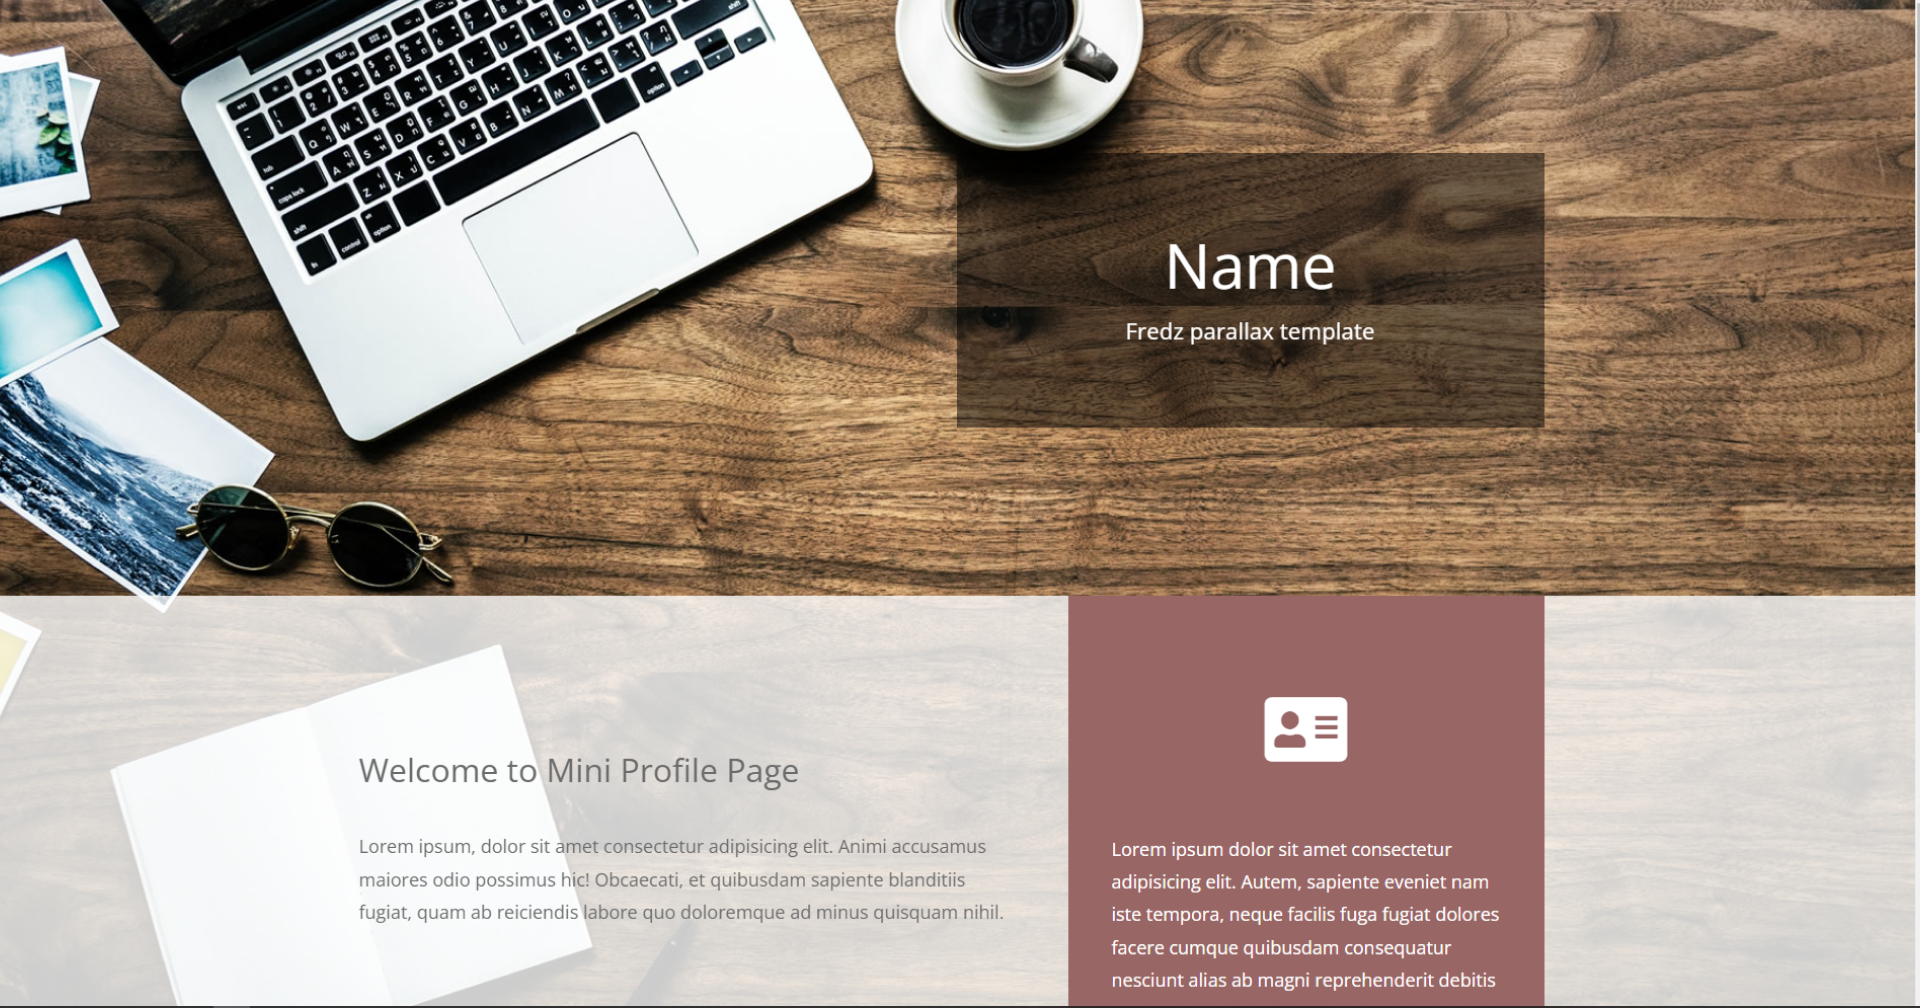 Name
Fredz parallax template
Welcome to Mini Profile Page
Lorem ipsum, dolor sit amet consectetur adipisicing elit. Animi accusamus
maiores odio possimus hic! Obcaecati, et quibusdam sapiente blanditiis
fugiat, quam ab reiciendis labore quo doloremque ad minus quisquam nihil.
Lorem ipsum dolor sit amet consectetur
adipisicing elit. Autem, sapiente eveniet nam
iste tempora, neque facilis fuga fugiat dolores
facere cumque quibusdam consequatur
nesciunt alias ab magni reprehenderit debitis